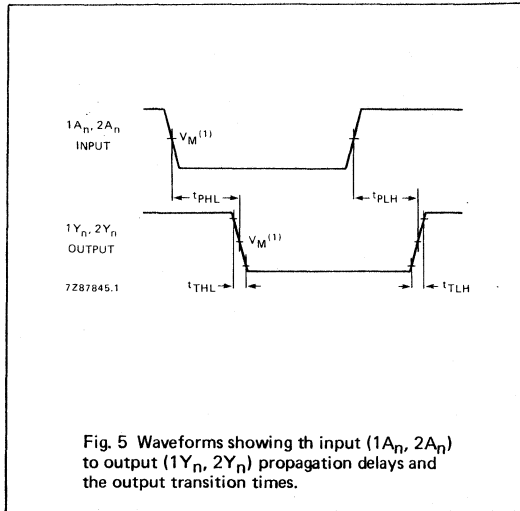 1An, 2An
INPUT
VM(1)
tPHL
tPLH
1Yn, 2Yn
OUTPUT
VM(1)
7Z87845.1
tTHL
tTLH
Fig. 5 Waveforms showing th input (1An, 2An)
to output (1Yn, 2Yn) propagation delays and
the output transition times.